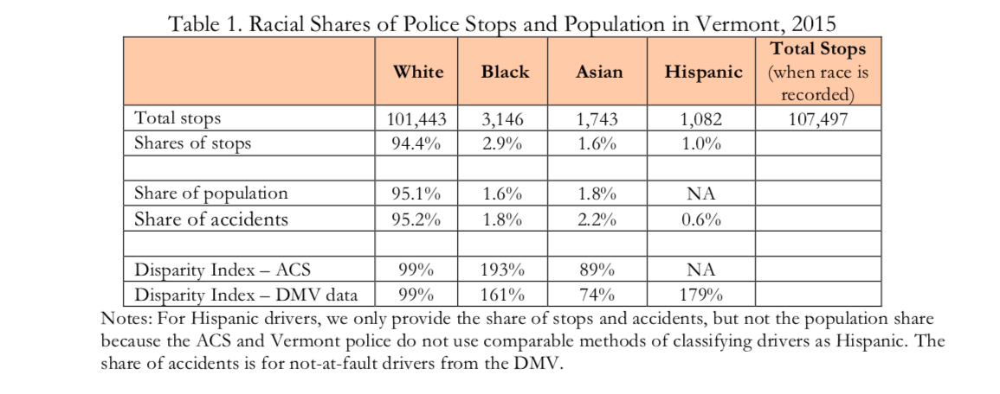 Table 1. Racial Shares of Police Stops and Population in Vermont, 2015
White Black Asian Hispanic Total Stops (when race is recorded)
Total stops 101,443 3,146 1,743 1,082 107,497
Shares of stops 94.4% 2.9% 1.6% 1.0%
Share of population 95.1% 1.6% 1.8% NA
Share of accidents 95.2% 1.8% 2.2% 0.6%
Disparity Index – ACS 99% 193% 89% NA
Disparity Index – DMV data 99% 161% 74% 179%
Notes: For Hispanic drivers, we only provide the share of stops and accidents, but not the population share
because the ACS and Vermont police do not use comparable methods of classifying drivers as Hispanic. The
share of accidents is for not-at-fault drivers from the DMV.